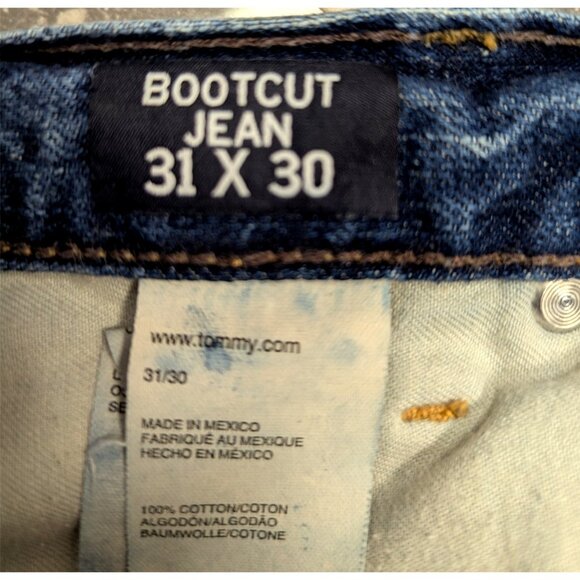 BOOTCUT
JEAN
31 X 30
www.tommy.com
31/30
MADE IN MEXICO
FABRIQUÉ AU MEXIQUE
HECHO EN MÉXICO
100% COTTON/COTON
ALGODÓN/ALGODÃO
BAUMWOLLE/COTONE